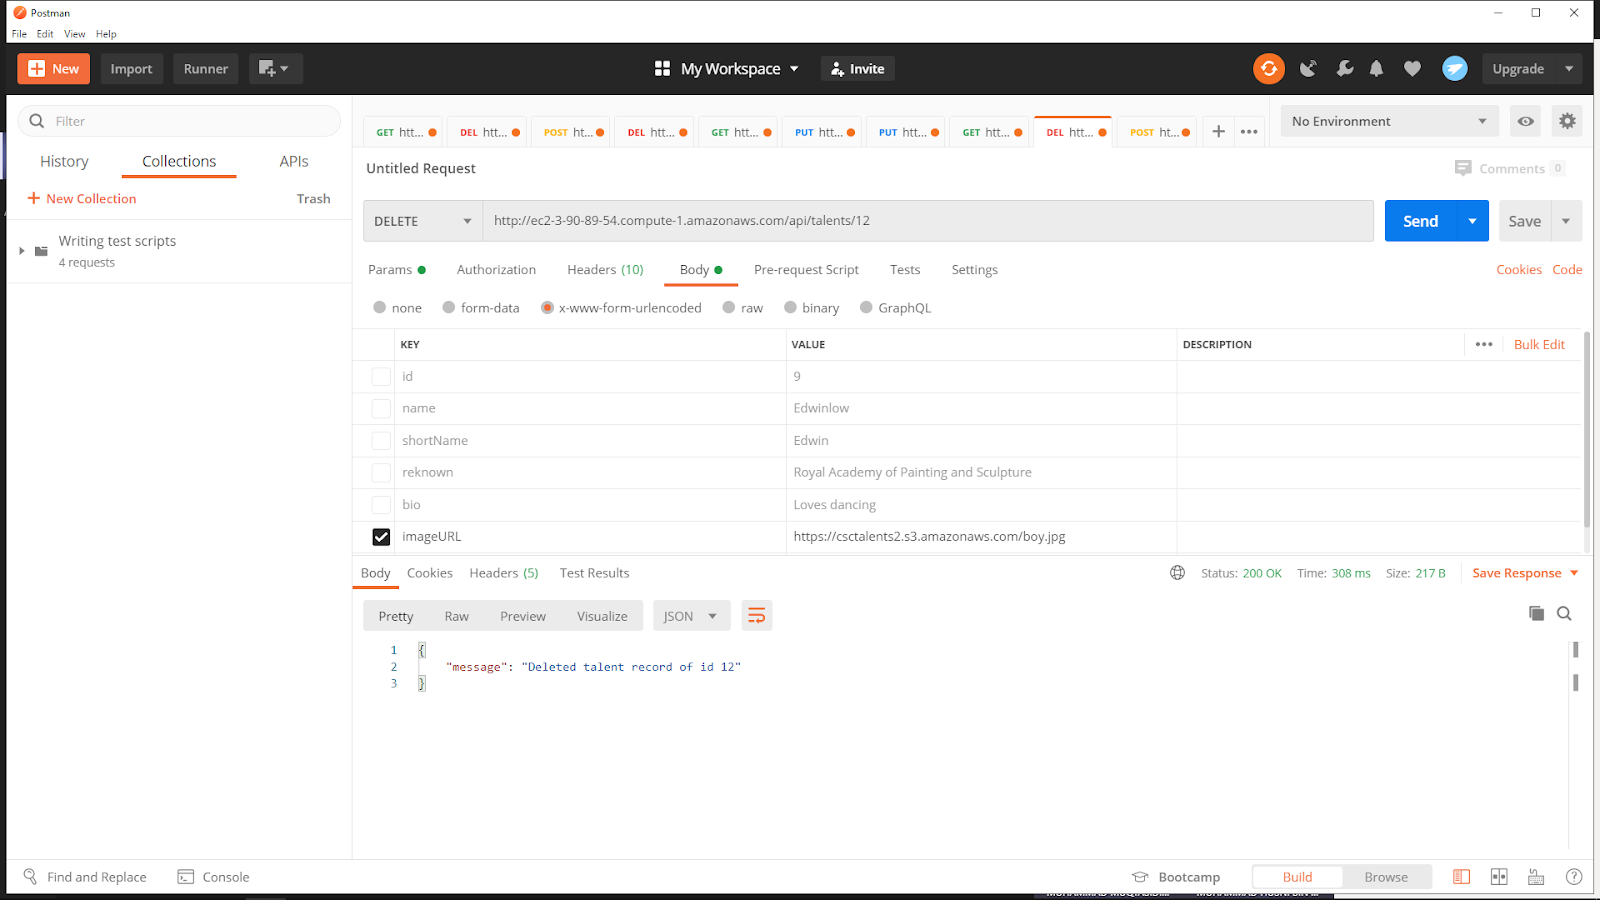 Postman
File Edit View Help
New Import Runner My Workspace Invite Upgrade
Filter
History Collections APIs
+ New Collection Trash
Writing test scripts
4 requests
GET htt... DEL htt... POST ht... DEL htt... GET htt... PUT htt... PUT htt... GET htt... DEL htt... POST ht... + ••• No Environment
Untitled Request Comments 0
DELETE http://ec2-3-90-89-54.compute-1.amazonaws.com/api/talents/12 Send Save
Params Authorization Headers (10) Body Pre-request Script Tests Settings Cookies Code
none form-data x-www-form-urlencoded raw binary GraphQL
KEY VALUE DESCRIPTION ••• Bulk Edit
id 9
name Edwinlow
shortName Edwin
reknown Royal Academy of Painting and Sculpture
bio Loves dancing
imageURL https://csctalents2.s3.amazonaws.com/boy.jpg
Body Cookies Headers (5) Test Results Status: 200 OK Time: 308 ms Size: 217 B Save Response
Pretty Raw Preview Visualize JSON
1 {
2 "message": "Deleted talent record of id 12"
3 }
Find and Replace Console Bootcamp Build Browse